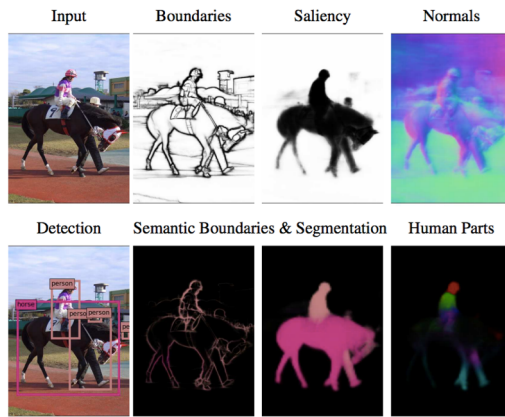 Input Boundaries Saliency Normals
Detection Semantic Boundaries & Segmentation Human Parts
person
horse
person
person